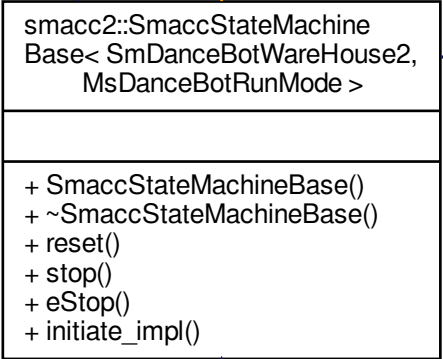 smacc2::SmaccStateMachine
Base< SmDanceBotWareHouse2,
MsDanceBotRunMode >
+ SmaccStateMachineBase()
+ ~SmaccStateMachineBase()
+ reset()
+ stop()
+ eStop()
+ initiate_impl()